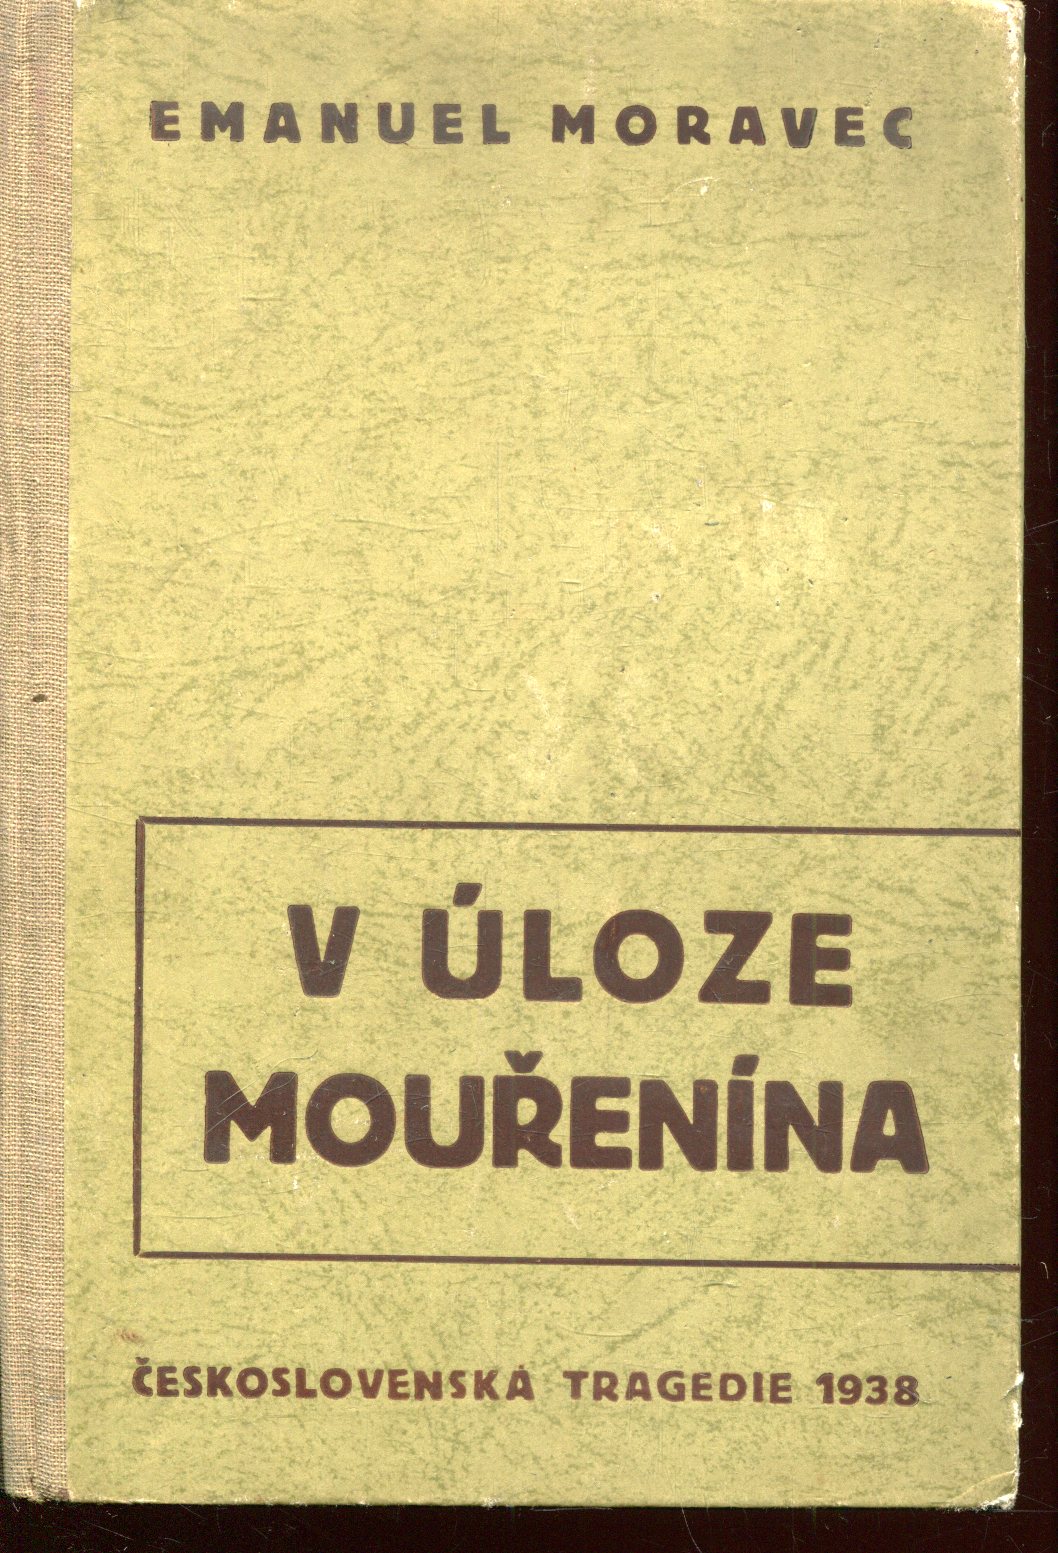 EMANUEL MORAVEC
V ÚLOZE
MOUŘENÍNA
ČESKOSLOVENSKÁ TRAGEDIE 1938